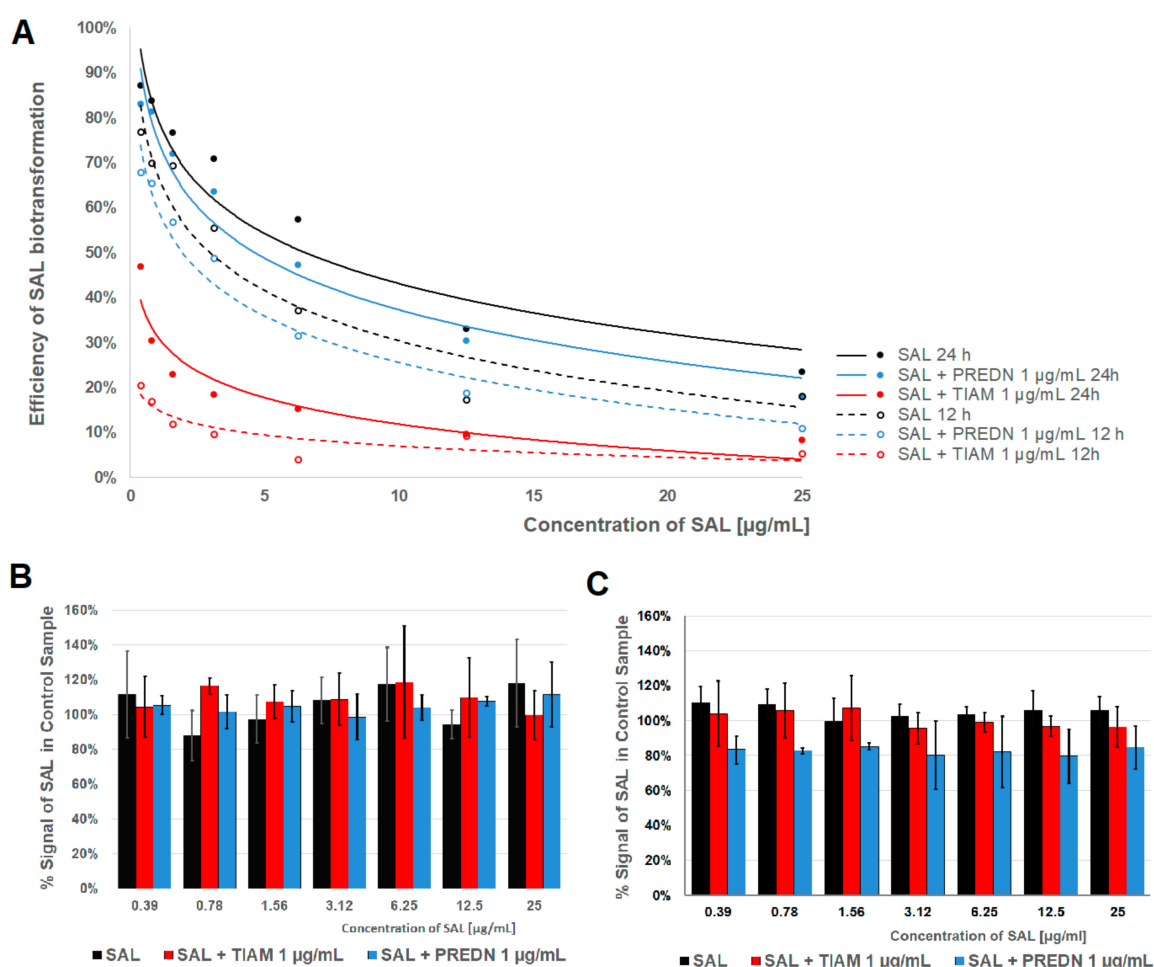 A
Efficiency of SAL biotransformation
100%
90%
80%
70%
60%
50%
40%
30%
20%
10%
0%
0 5 10 15 20 25
Concentration of SAL [µg/mL]
SAL 24 h
SAL + PREDN 1 µg/mL 24h
SAL + TIAM 1 µg/mL 24h
SAL 12 h
SAL + PREDN 1 µg/mL 12 h
SAL + TIAM 1 µg/mL 12h
B
% Signal of SAL in Control Sample
160%
140%
120%
100%
80%
60%
40%
20%
0%
0.39 0.78 1.56 3.12 6.25 12.5 25
Concentration of SAL [µg/mL]
SAL SAL + TIAM 1 µg/mL SAL + PREDN 1 µg/mL
C
% Signal of SAL in Control Sample
160%
140%
120%
100%
80%
60%
40%
20%
0%
0.39 0.78 1.56 3.12 6.25 12.5 25
Concentration of SAL [µg/ml]
SAL SAL + TIAM 1 µg/mL SAL + PREDN 1 µg/mL